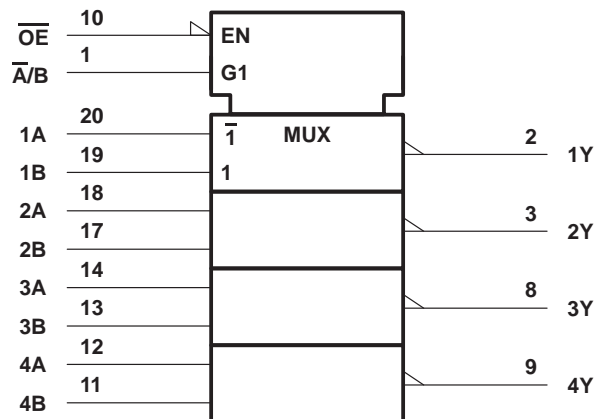 O̅E̅ 10 EN
A̅/B 1 G1
1A 20 1̅ MUX
2 1Y
1B 19 1
2A 18
3 2Y
2B 17
3A 14
8 3Y
3B 13
4A 12
9 4Y
4B 11